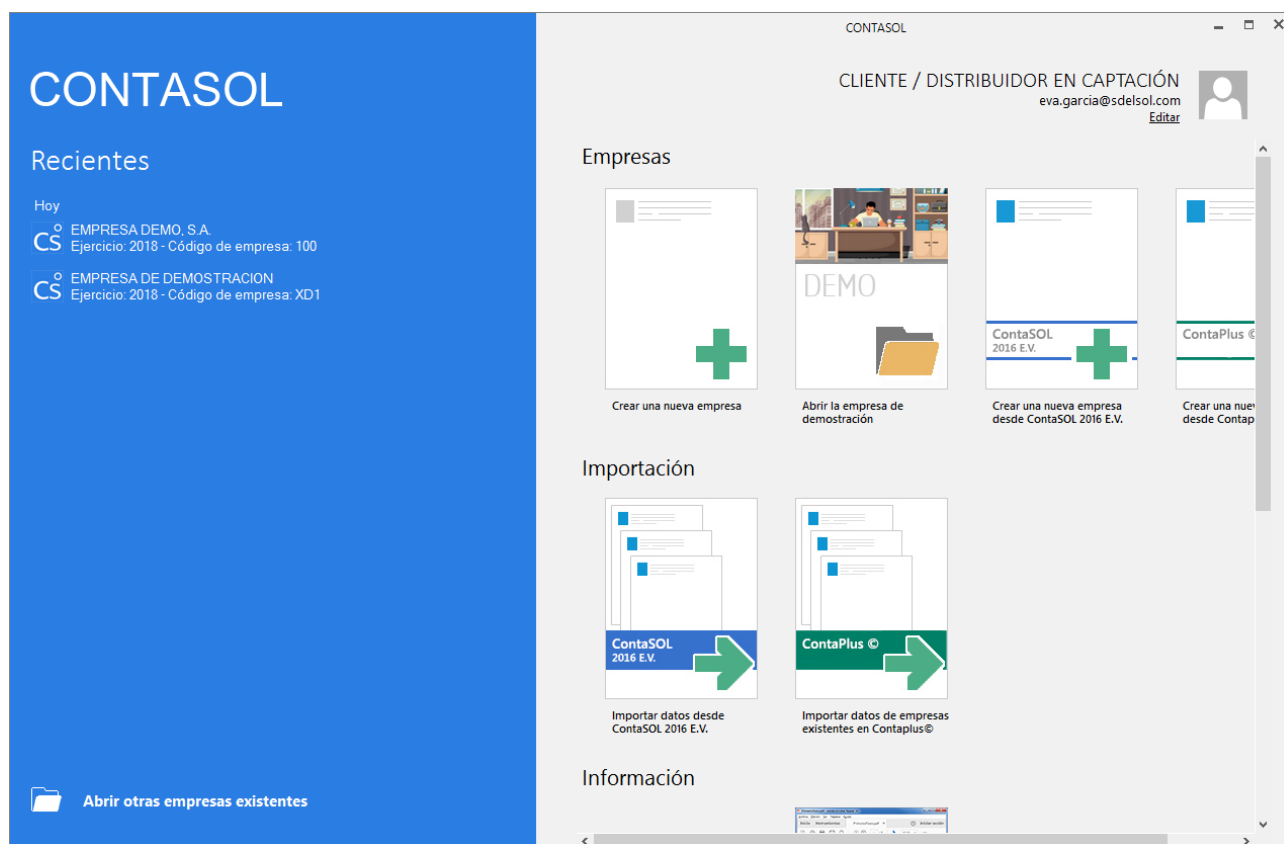 CONTASOL
CLIENTE / DISTRIBUIDOR EN CAPTACIÓN
eva.garcia@sdelsol.com
Editar
CONTASOL
Recientes
Hoy
CS EMPRESA DEMO, S.A.
Ejercicio: 2018 - Código de empresa: 100
CS EMPRESA DE DEMOSTRACION
Ejercicio: 2018 - Código de empresa: XD1
Abrir otras empresas existentes
Empresas
DEMO
ContaSOL
2016 E.V.
ContaPlus ©
Crear una nueva empresa
Abrir la empresa de
demostración
Crear una nueva empresa
desde ContaSOL 2016 E.V.
Crear una nue
desde Contap
Importación
ContaSOL
2016 E.V.
ContaPlus ©
Importar datos desde
ContaSOL 2016 E.V.
Importar datos de empresas
existentes en Contaplus©
Información